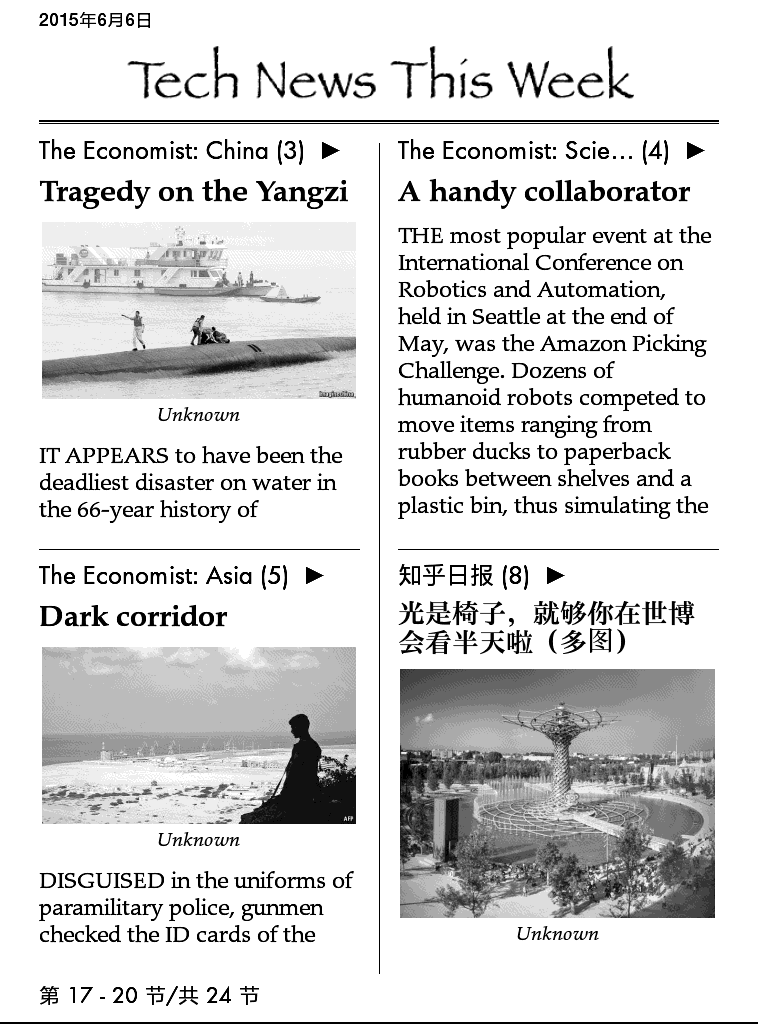 2015年6月6日
Tech News This Week
The Economist: China (3) ▶
Tragedy on the Yangzi
Imaginechina
Unknown
IT APPEARS to have been the
deadliest disaster on water in
the 66-year history of
The Economist: Scie... (4) ▶
A handy collaborator
THE most popular event at the
International Conference on
Robotics and Automation,
held in Seattle at the end of
May, was the Amazon Picking
Challenge. Dozens of
humanoid robots competed to
move items ranging from
rubber ducks to paperback
books between shelves and a
plastic bin, thus simulating the
The Economist: Asia (5) ▶
Dark corridor
AFP
Unknown
DISGUISED in the uniforms of
paramilitary police, gunmen
checked the ID cards of the
知乎日报 (8) ▶
光是椅子，就够你在世博
会看半天啦（多图）
Unknown
第 17 - 20 节/共 24 节